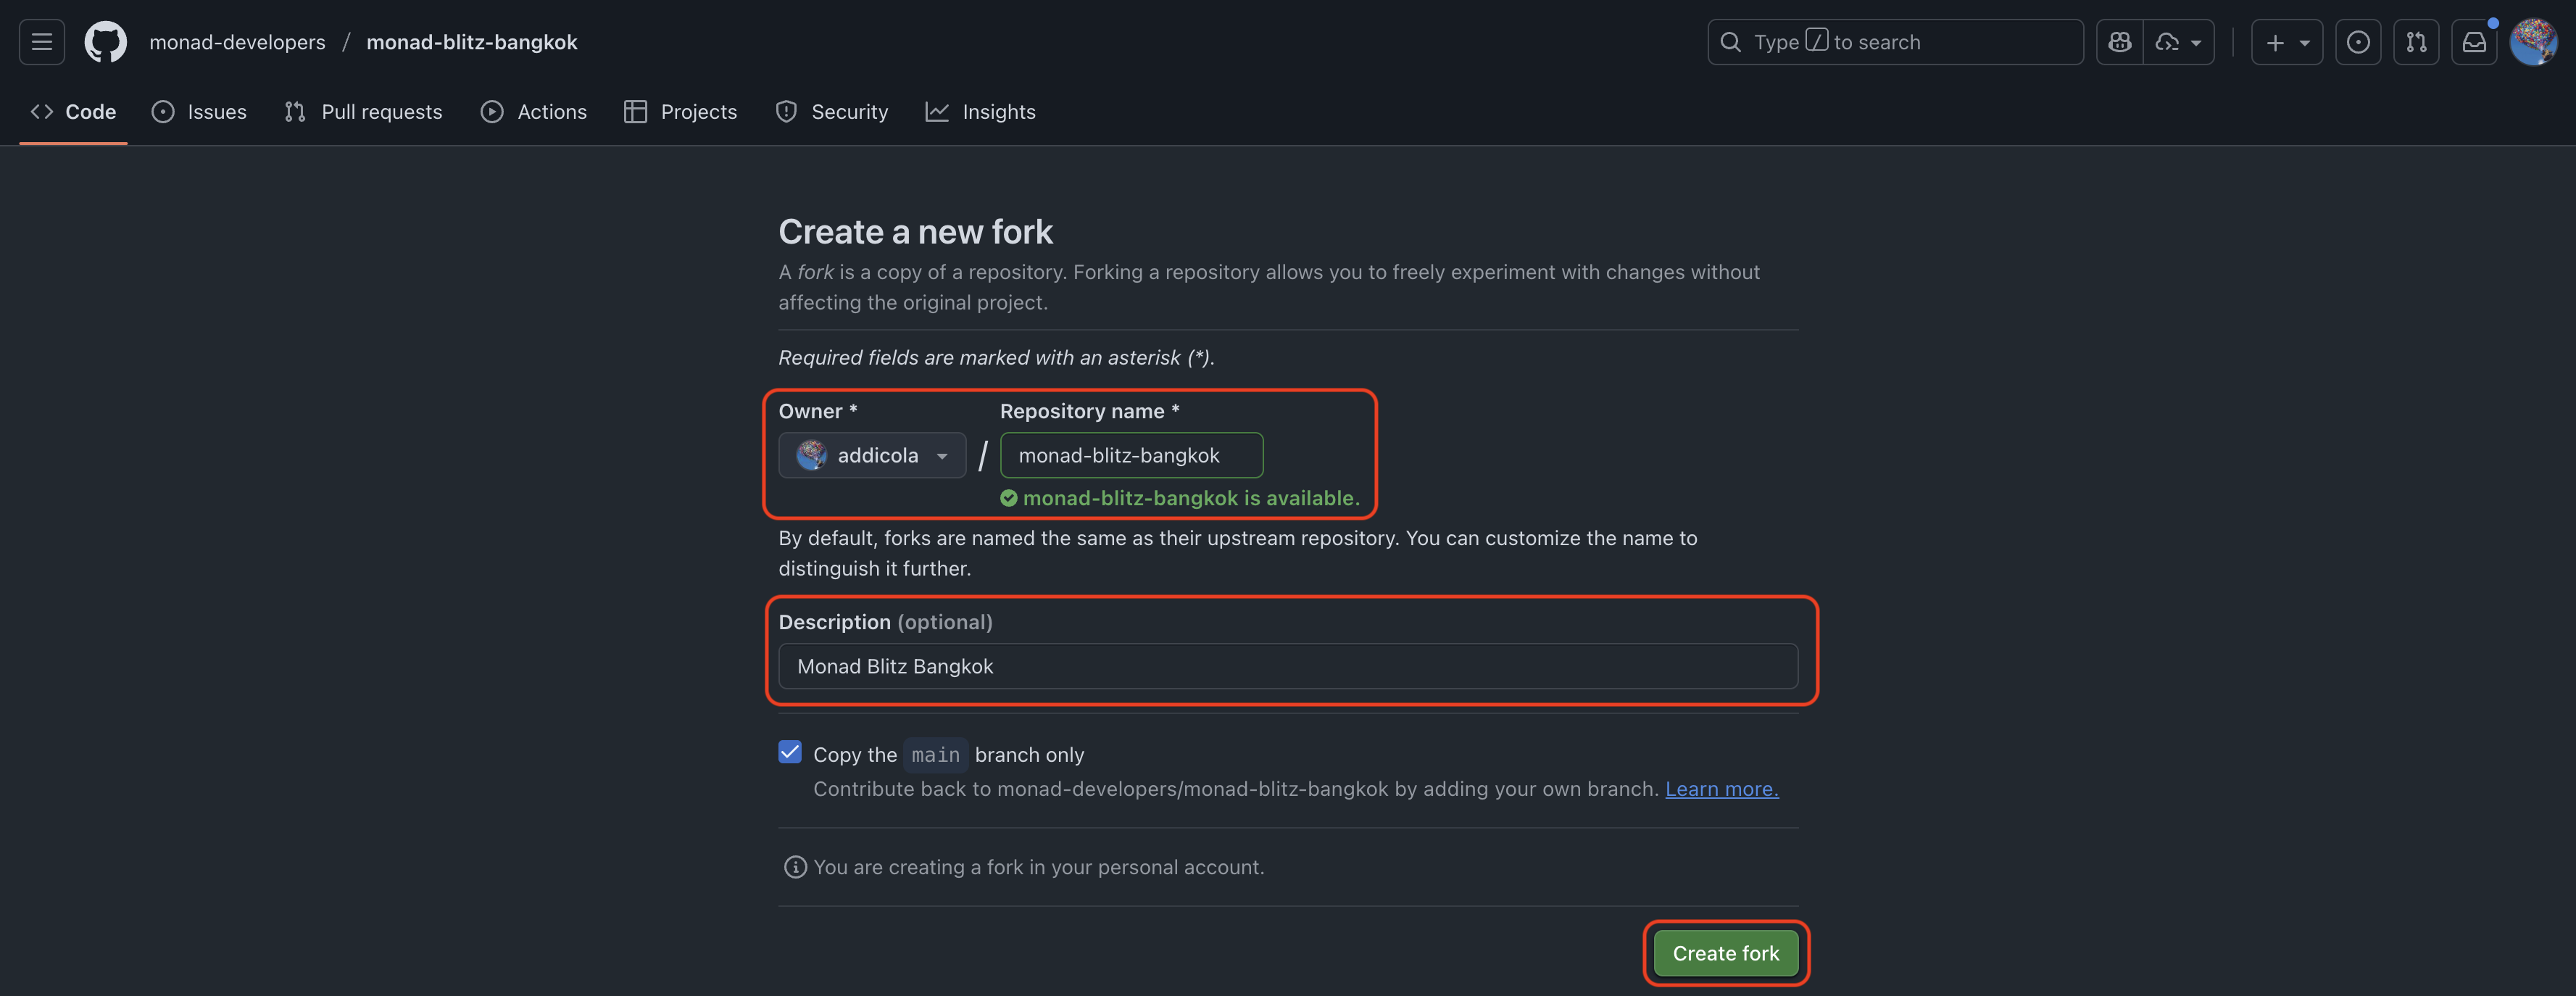 monad-developers / monad-blitz-bangkok
Type / to search
Code Issues Pull requests Actions Projects Security Insights
Create a new fork
A fork is a copy of a repository. Forking a repository allows you to freely experiment with changes without
affecting the original project.
Required fields are marked with an asterisk (*).
Owner * Repository name *
addicola / monad-blitz-bangkok
monad-blitz-bangkok is available.
By default, forks are named the same as their upstream repository. You can customize the name to
distinguish it further.
Description (optional)
Monad Blitz Bangkok
Copy the main branch only
Contribute back to monad-developers/monad-blitz-bangkok by adding your own branch. Learn more.
You are creating a fork in your personal account.
Create fork